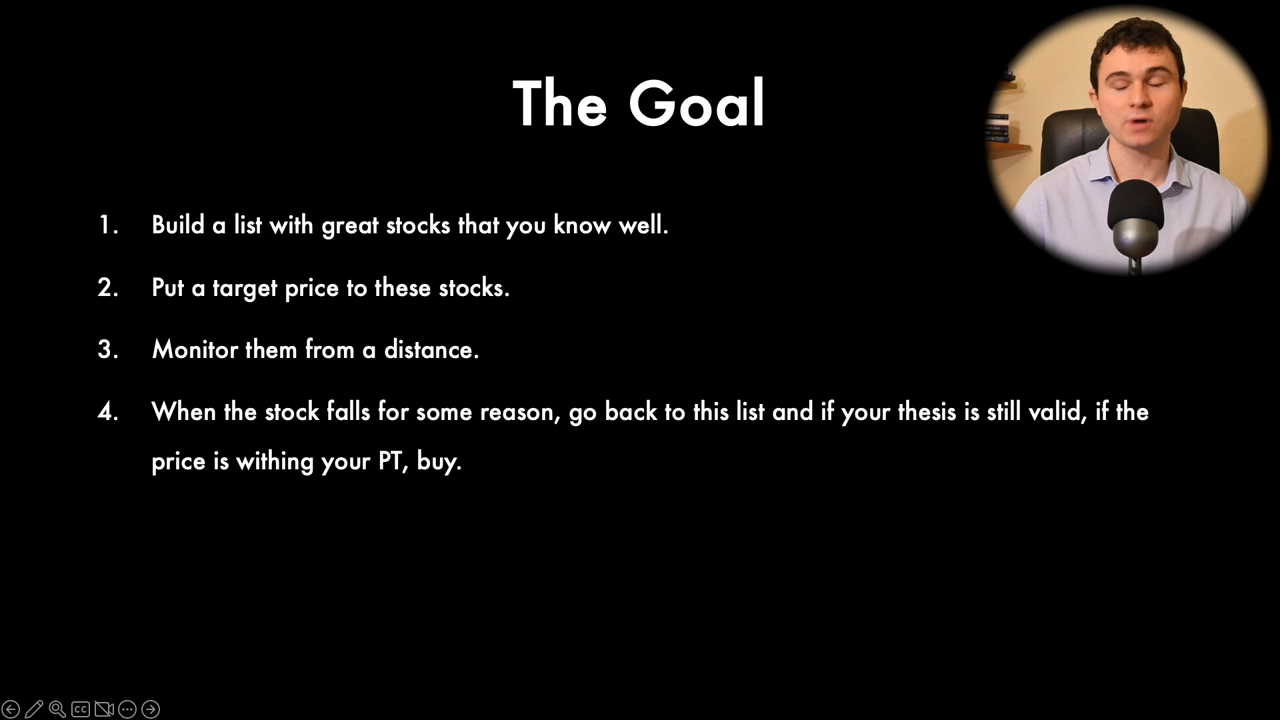 The Goal
1. Build a list with great stocks that you know well.
2. Put a target price to these stocks.
3. Monitor them from a distance.
4. When the stock falls for some reason, go back to this list and if your thesis is still valid, if the
price is withing your PT, buy.
CC